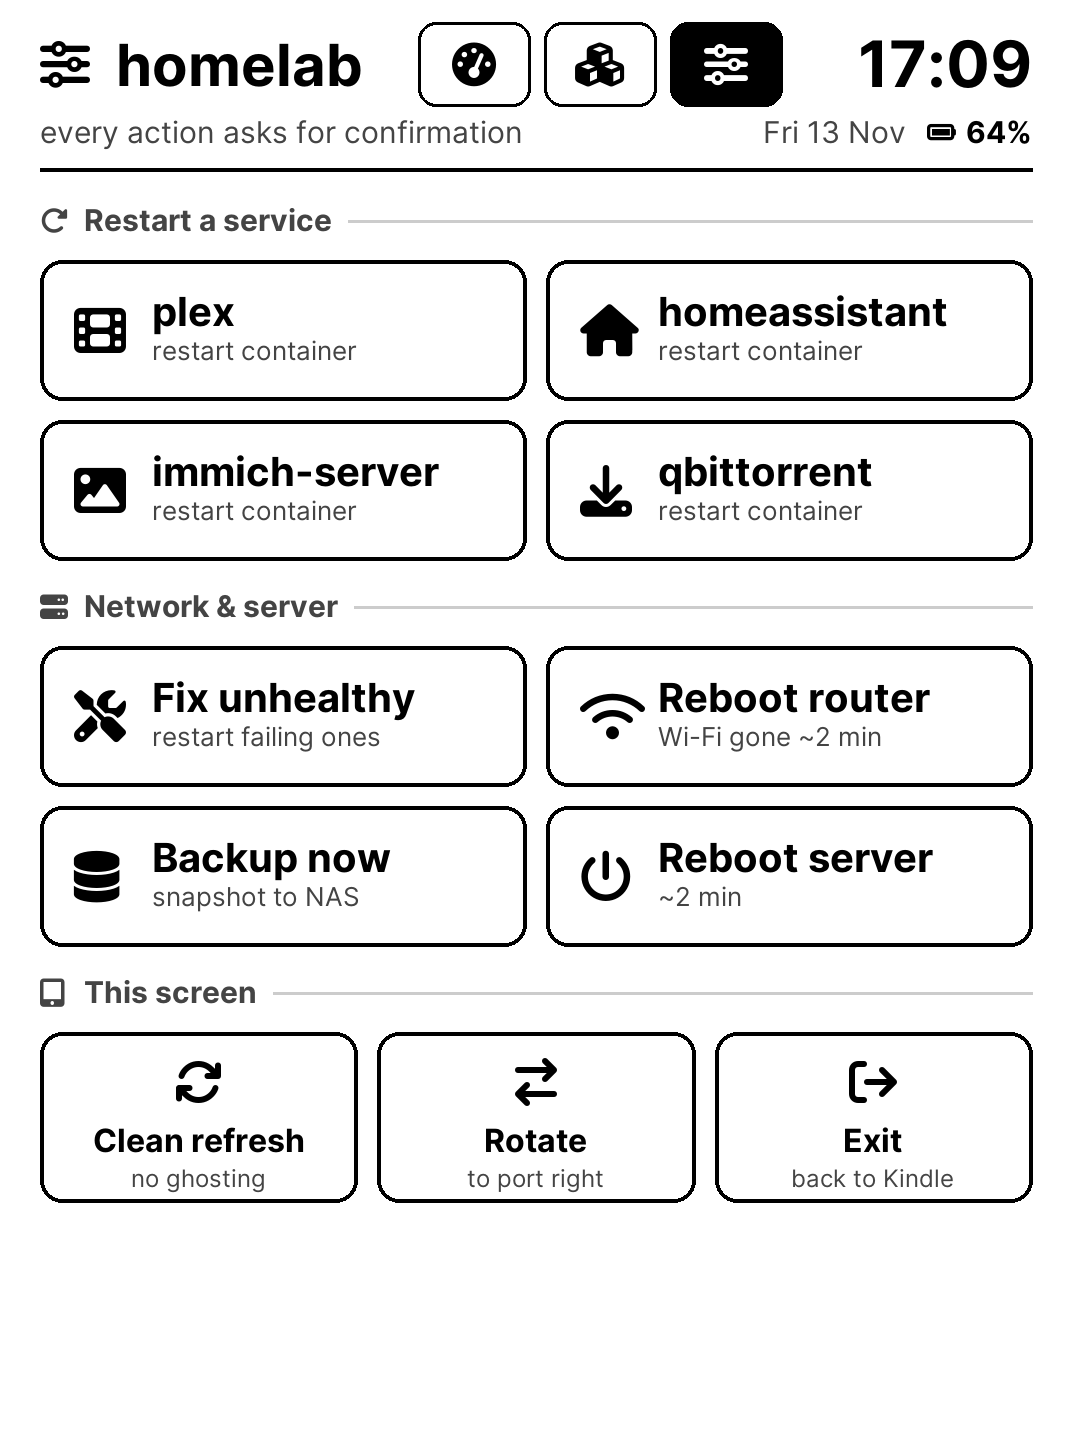 homelab
17:09
every action asks for confirmation
Fri 13 Nov 64%
Restart a service
plex
restart container
homeassistant
restart container
immich-server
restart container
qbittorrent
restart container
Network & server
Fix unhealthy
restart failing ones
Reboot router
Wi-Fi gone ~2 min
Backup now
snapshot to NAS
Reboot server
~2 min
This screen
Clean refresh
no ghosting
Rotate
to port right
Exit
back to Kindle